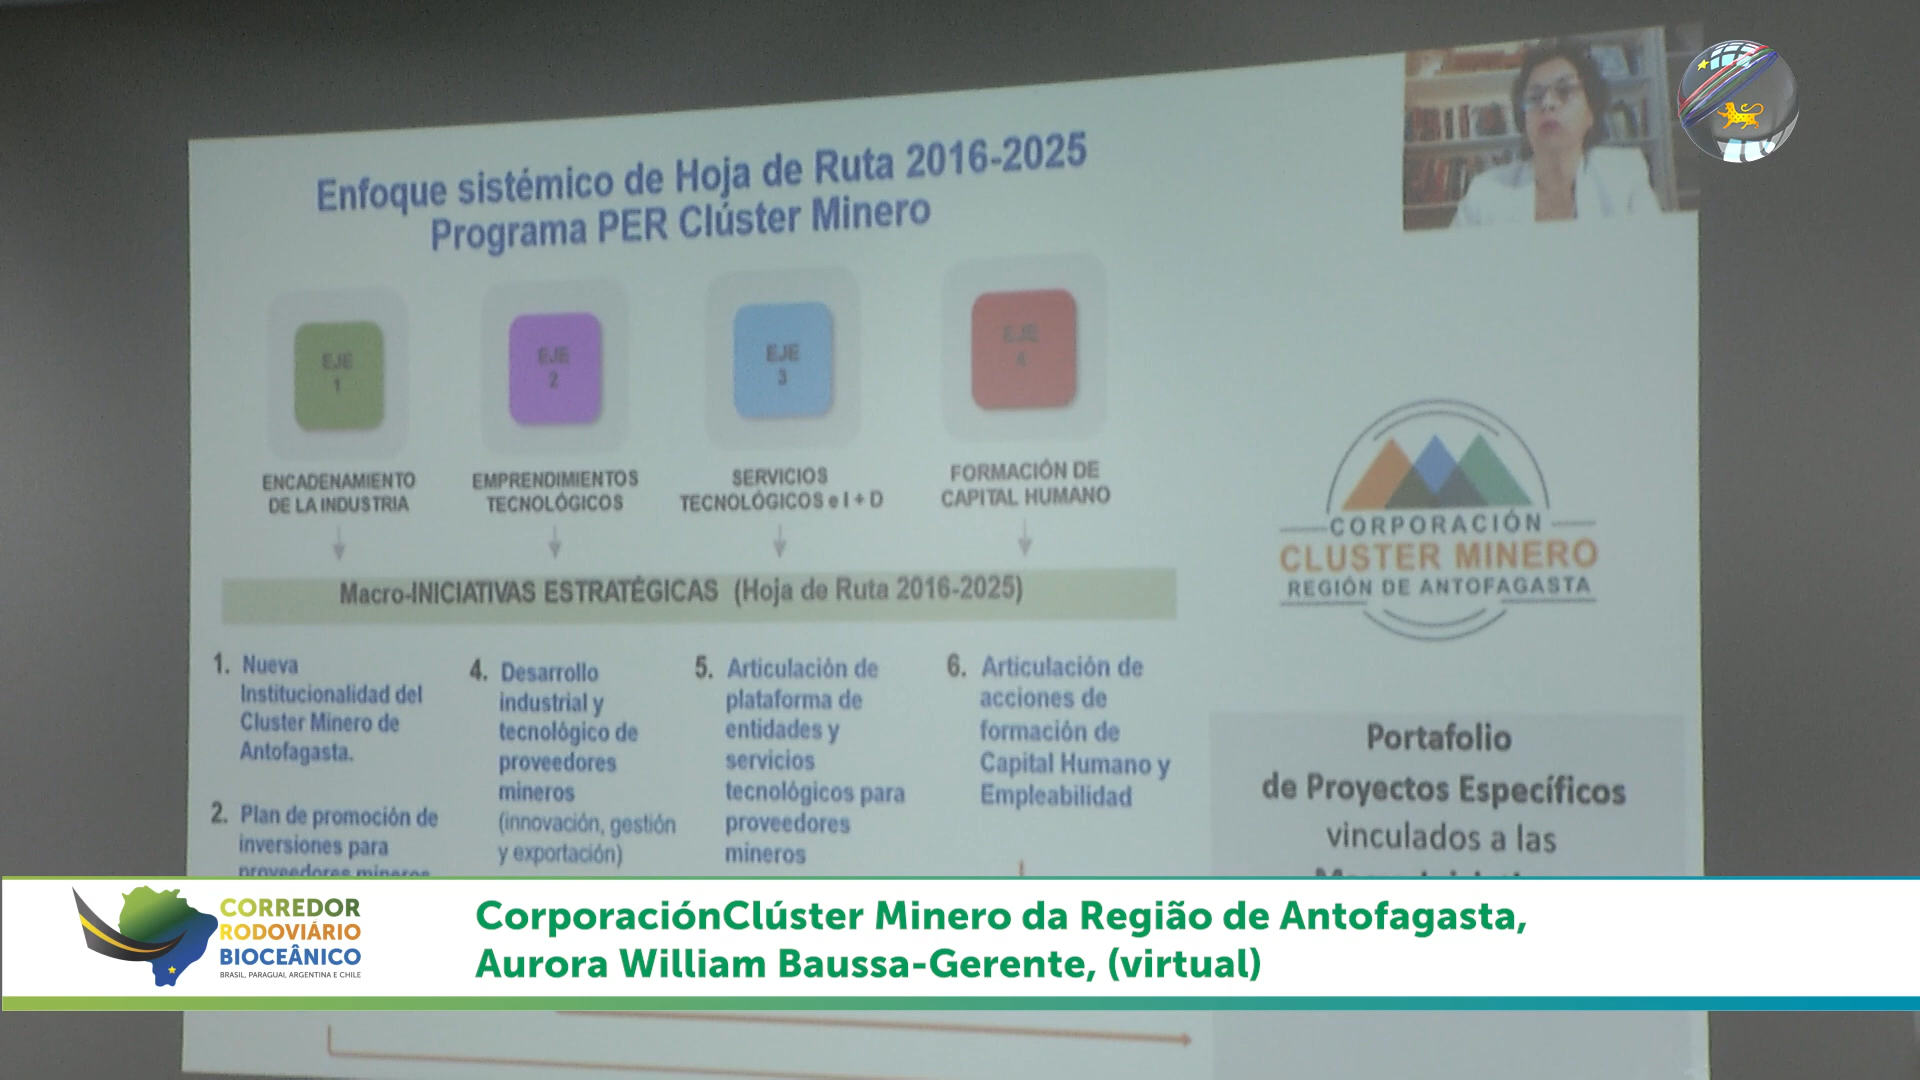 Enfoque sistémico de Hoja de Ruta 2016-2025
Programa PER Clúster Minero
EJE
1
EJE
2
EJE
3
EJE
4
ENCADENAMIENTO
DE LA INDUSTRIA
EMPRENDIMIENTOS
TECNOLÓGICOS
SERVICIOS
TECNOLÓGICOS e I + D
FORMACIÓN DE
CAPITAL HUMANO
Macro-INICIATIVAS ESTRATÉGICAS (Hoja de Ruta 2016-2025)
1. Nueva
Institucionalidad del
Cluster Minero de
Antofagasta.
2. Plan de promoción de
inversiones para
proveedores mineros
4. Desarrollo
industrial y
tecnológico de
proveedores
mineros
(innovación, gestión
y exportación)
5. Articulación de
plataforma de
entidades y
servicios
tecnológicos para
proveedores
mineros
6. Articulación de
acciones de
formación de
Capital Humano y
Empleabilidad
CORPORACIÓN
CLUSTER MINERO
REGIÓN DE ANTOFAGASTA
Portafolio
de Proyectos Específicos
vinculados a las
CORREDOR
RODOVIÁRIO
BIOCEÂNICO
BRASIL, PARAGUAI, ARGENTINA E CHILE
CorporaciónClúster Minero da Região de Antofagasta,
Aurora William Baussa-Gerente, (virtual)